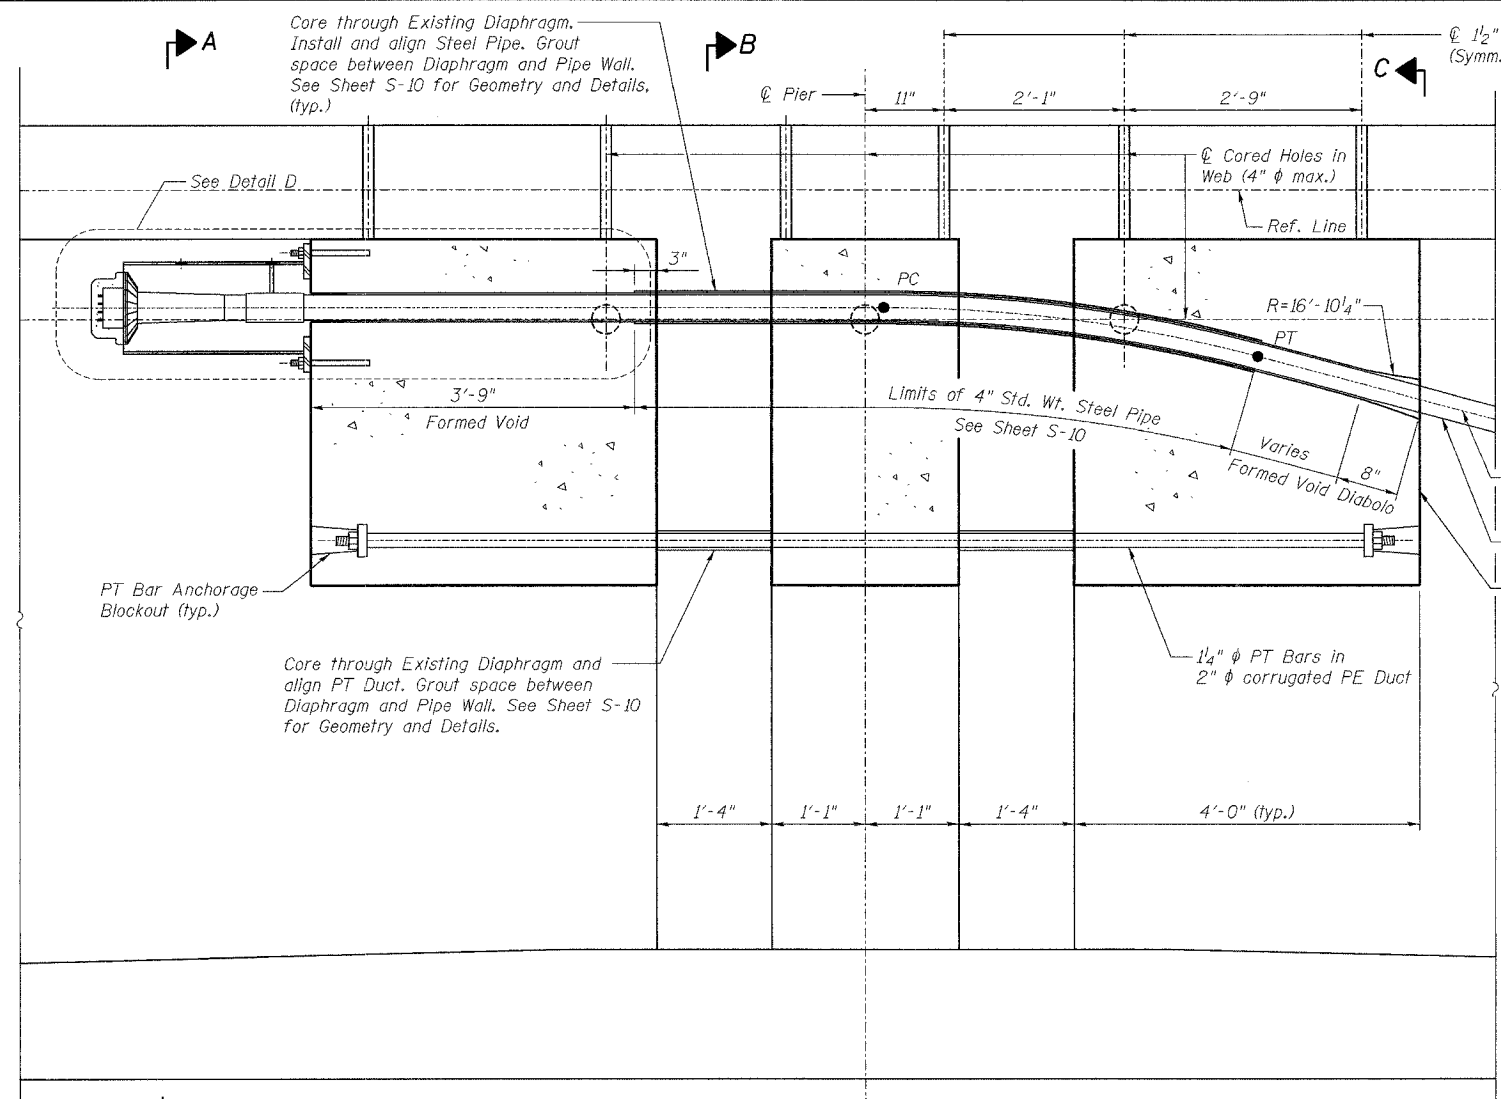 Core through Existing Diaphragm.
Install and align Steel Pipe. Grout
space between Diaphragm and Pipe Wall.
See Sheet S-10 for Geometry and Details.
(typ.)
A
B
C
℄ 1½"
(Symm.
℄ Pier
11"
2'-1"
2'-9"
℄ Cored Holes in
Web (4" ϕ max.)
See Detail D
Ref. Line
3"
PC
R=16'-10¼"
PT
3'-9"
Formed Void
Limits of 4" Std. Wt. Steel Pipe
See Sheet S-10
Varies
Formed Void
8"
Diabolo
PT Bar Anchorage
Blockout (typ.)
Core through Existing Diaphragm and
align PT Duct. Grout space between
Diaphragm and Pipe Wall. See Sheet S-10
for Geometry and Details.
1¼" ϕ PT Bars in
2" ϕ corrugated PE Duct
1'-4"
1'-1"
1'-1"
1'-4"
4'-0" (typ.)